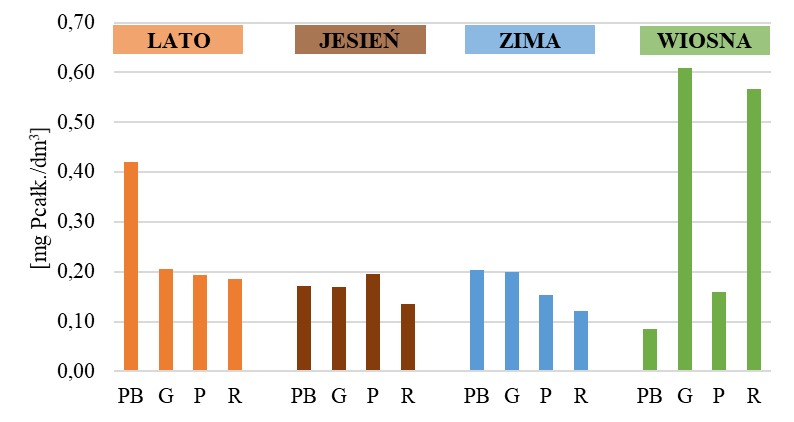 0,70
LATO JESIEŃ ZIMA WIOSNA
0,60
0,50
0,40
0,30
0,20
0,10
0,00
[mg Pcałk./dm³]
PB G P R PB G P R PB G P R PB G P R